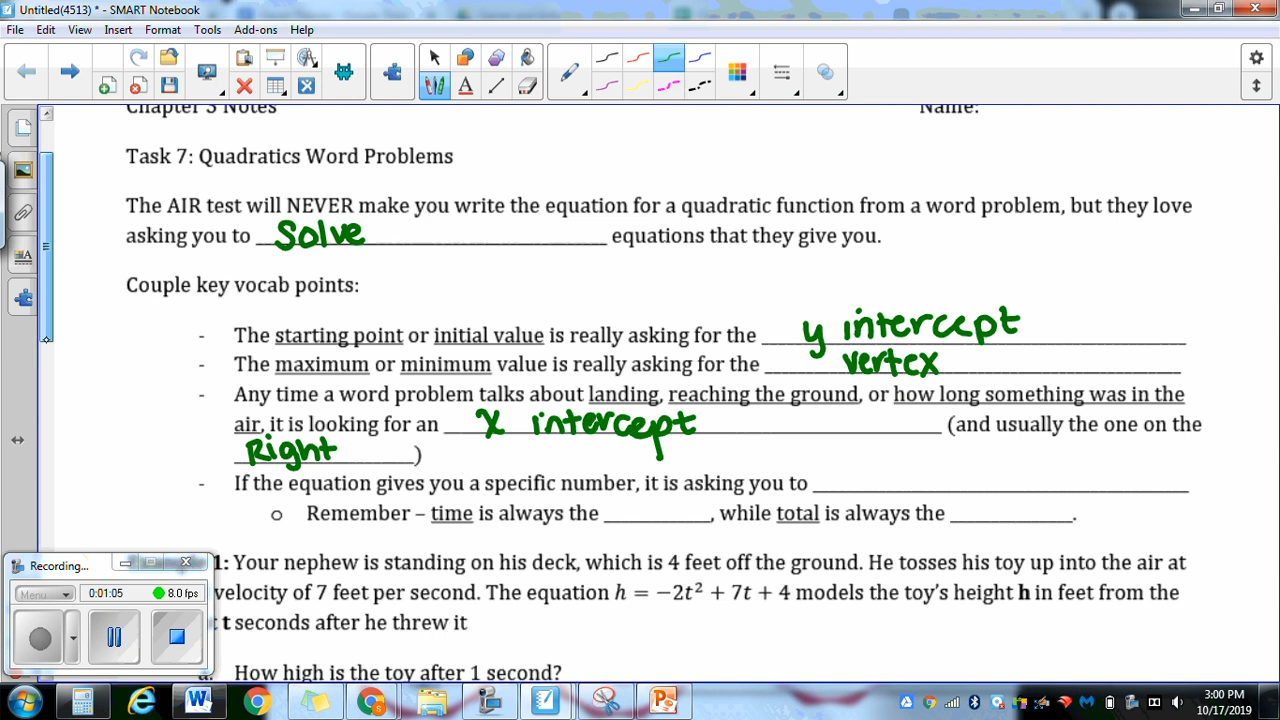 Untitled(4513) * - SMART Notebook
File Edit View Insert Format Tools Add-ons Help
Chapter 3 Notes Name:
Task 7: Quadratics Word Problems
The AIR test will NEVER make you write the equation for a quadratic function from a word problem, but they love
asking you to Solve equations that they give you.
Couple key vocab points:
- The starting point or initial value is really asking for the y intercept
- The maximum or minimum value is really asking for the vertex
- Any time a word problem talks about landing, reaching the ground, or how long something was in the
air, it is looking for an x intercept (and usually the one on the
Right )
- If the equation gives you a specific number, it is asking you to ____
o Remember – time is always the ____, while total is always the ____.
1: Your nephew is standing on his deck, which is 4 feet off the ground. He tosses his toy up into the air at
velocity of 7 feet per second. The equation h = −2t² + 7t + 4 models the toy's height h in feet from the
t seconds after he threw it
a. How high is the toy after 1 second?
Recording...
Menu 0:01:05 8.0 fps
3:00 PM
10/17/2019